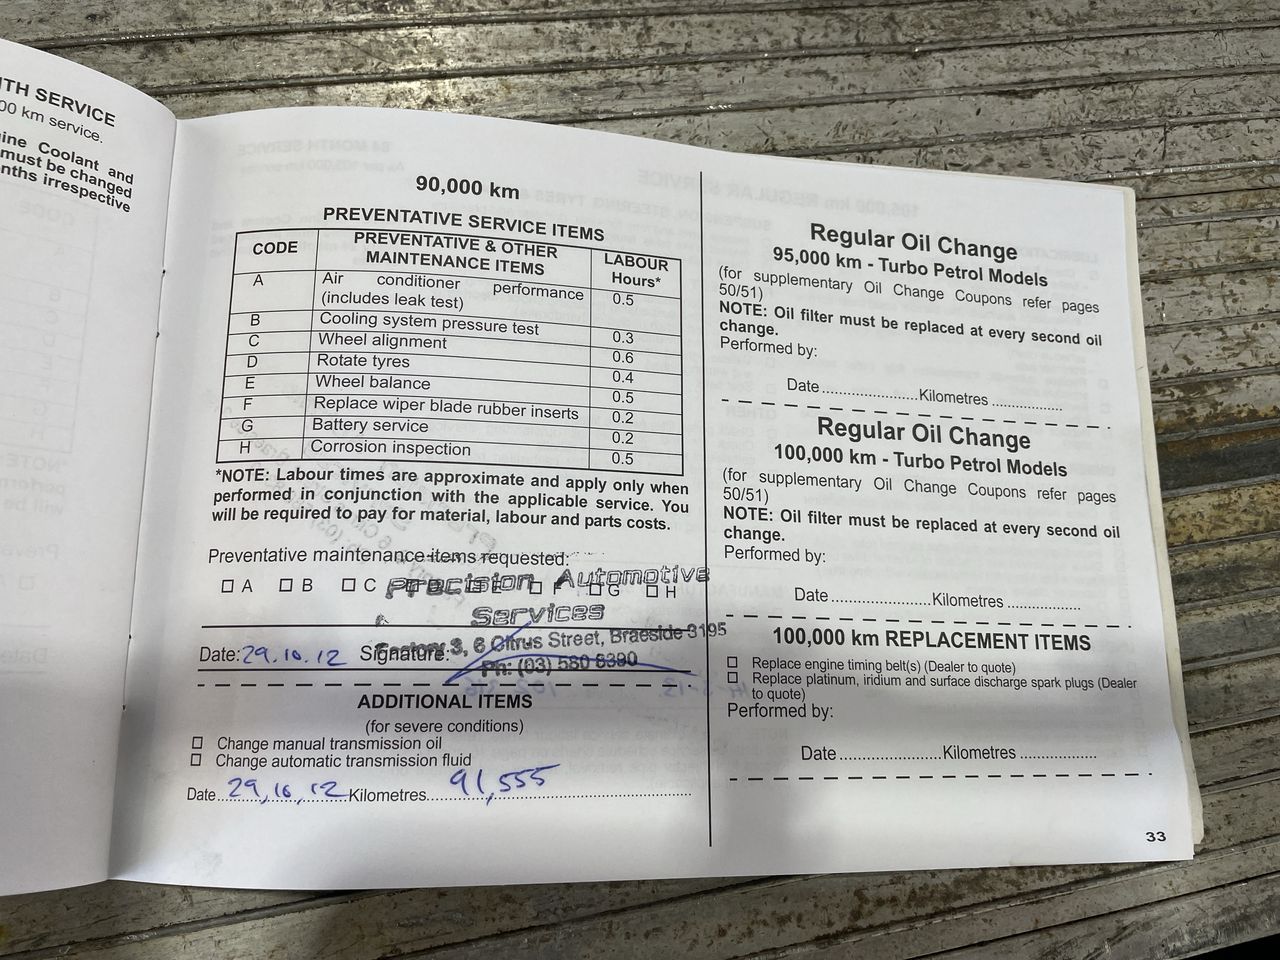 TH SERVICE
00 km service.
ine Coolant and
must be changed
nths irrespective
90,000 km
PREVENTATIVE SERVICE ITEMS
CODE PREVENTATIVE & OTHER MAINTENANCE ITEMS LABOUR Hours*
A Air conditioner performance (includes leak test) 0.5
B Cooling system pressure test 0.3
C Wheel alignment 0.6
D Rotate tyres 0.4
E Wheel balance 0.5
F Replace wiper blade rubber inserts 0.2
G Battery service 0.2
H Corrosion inspection 0.5
*NOTE: Labour times are approximate and apply only when
performed in conjunction with the applicable service. You
will be required to pay for material, labour and parts costs.
Preventative maintenance items requested:
A B C D E F G H
Precision Automotive
Services
Factory 3, 6 Citrus Street, Braeside 3195
Ph: (03) 580 8390
Date: 29.10.12 Signature:
ADDITIONAL ITEMS
(for severe conditions)
Change manual transmission oil
Change automatic transmission fluid
Date 29,10,12 Kilometres 91,555
Regular Oil Change
95,000 km - Turbo Petrol Models
(for supplementary Oil Change Coupons refer pages
50/51)
NOTE: Oil filter must be replaced at every second oil
change.
Performed by:
Date......................Kilometres................
Regular Oil Change
100,000 km - Turbo Petrol Models
(for supplementary Oil Change Coupons refer pages
50/51)
NOTE: Oil filter must be replaced at every second oil
change.
Performed by:
Date......................Kilometres................
100,000 km REPLACEMENT ITEMS
Replace engine timing belt(s) (Dealer to quote)
Replace platinum, iridium and surface discharge spark plugs (Dealer
to quote)
Performed by:
Date......................Kilometres................
33